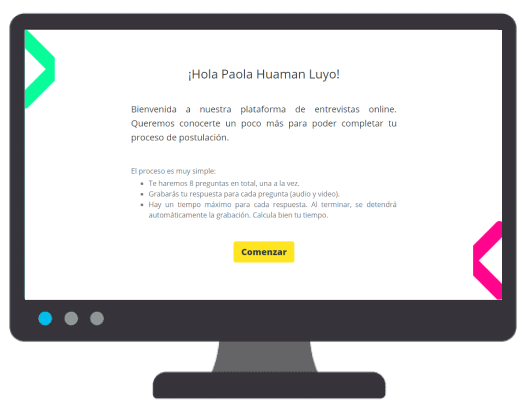 ¡Hola Paola Huaman Luyo!
Bienvenida a nuestra plataforma de entrevistas online.
Queremos conocerte un poco más para poder completar tu
proceso de postulación.
El proceso es muy simple:
• Te haremos 8 preguntas en total, una a la vez.
• Grabarás tu respuesta para cada pregunta (audio y video).
• Hay un tiempo máximo para cada respuesta. Al terminar, se detendrá
automáticamente la grabación. Calcula bien tu tiempo.
Comenzar